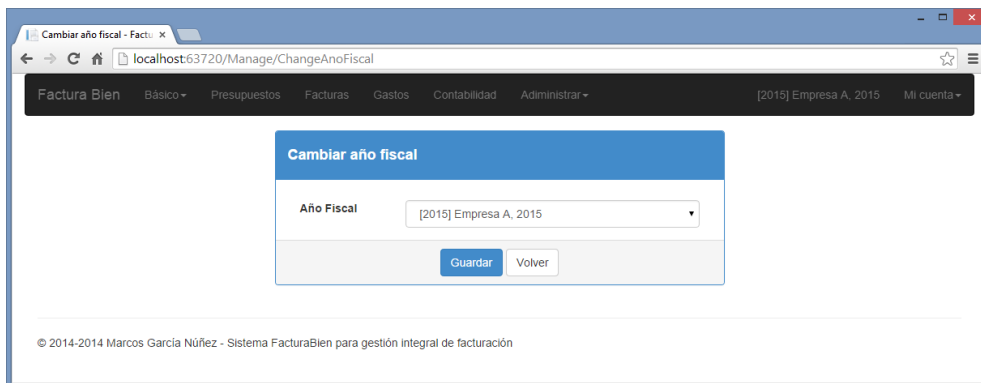 Cambiar año fiscal - Factu
localhost:63720/Manage/ChangeAnoFiscal
Factura Bien Básico Presupuestos Facturas Gastos Contabilidad Adiministrar [2015] Empresa A, 2015 Mi cuenta
Cambiar año fiscal
Año Fiscal [2015] Empresa A, 2015
Guardar Volver
© 2014-2014 Marcos García Núñez - Sistema FacturaBien para gestión integral de facturación